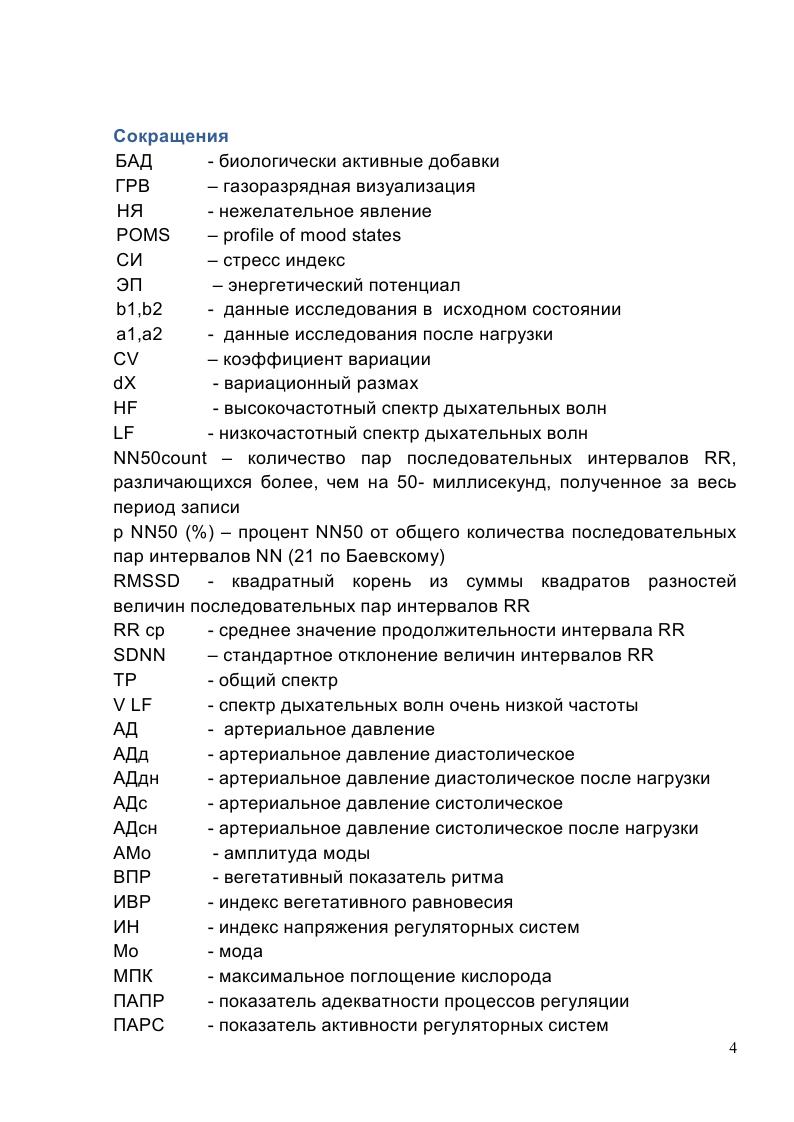 Сокращения
БАД - биологически активные добавки
ГРВ – газоразрядная визуализация
НЯ - нежелательное явление
POMS – profile of mood states
СИ – стресс индекс
ЭП – энергетический потенциал
b1,b2 - данные исследования в исходном состоянии
a1,a2 - данные исследования после нагрузки
CV – коэффициент вариации
dX - вариационный размах
HF - высокочастотный спектр дыхательных волн
LF - низкочастотный спектр дыхательных волн
NN50count – количество пар последовательных интервалов RR,
различающихся более, чем на 50- миллисекунд, полученное за весь
период записи
p NN50 (%) – процент NN50 от общего количества последовательных
пар интервалов NN (21 по Баевскому)
RMSSD - квадратный корень из суммы квадратов разностей
величин последовательных пар интервалов RR
RR ср - среднее значение продолжительности интервала RR
SDNN – стандартное отклонение величин интервалов RR
TP - общий спектр
V LF - спектр дыхательных волн очень низкой частоты
АД - артериальное давление
АДд - артериальное давление диастолическое
АДдн - артериальное давление диастолическое после нагрузки
АДс - артериальное давление систолическое
АДсн - артериальное давление систолическое после нагрузки
АМо - амплитуда моды
ВПР - вегетативный показатель ритма
ИВР - индекс вегетативного равновесия
ИН - индекс напряжения регуляторных систем
Мо - мода
МПК - максимальное поглощение кислорода
ПАПР - показатель адекватности процессов регуляции
ПАРС - показатель активности регуляторных систем
4